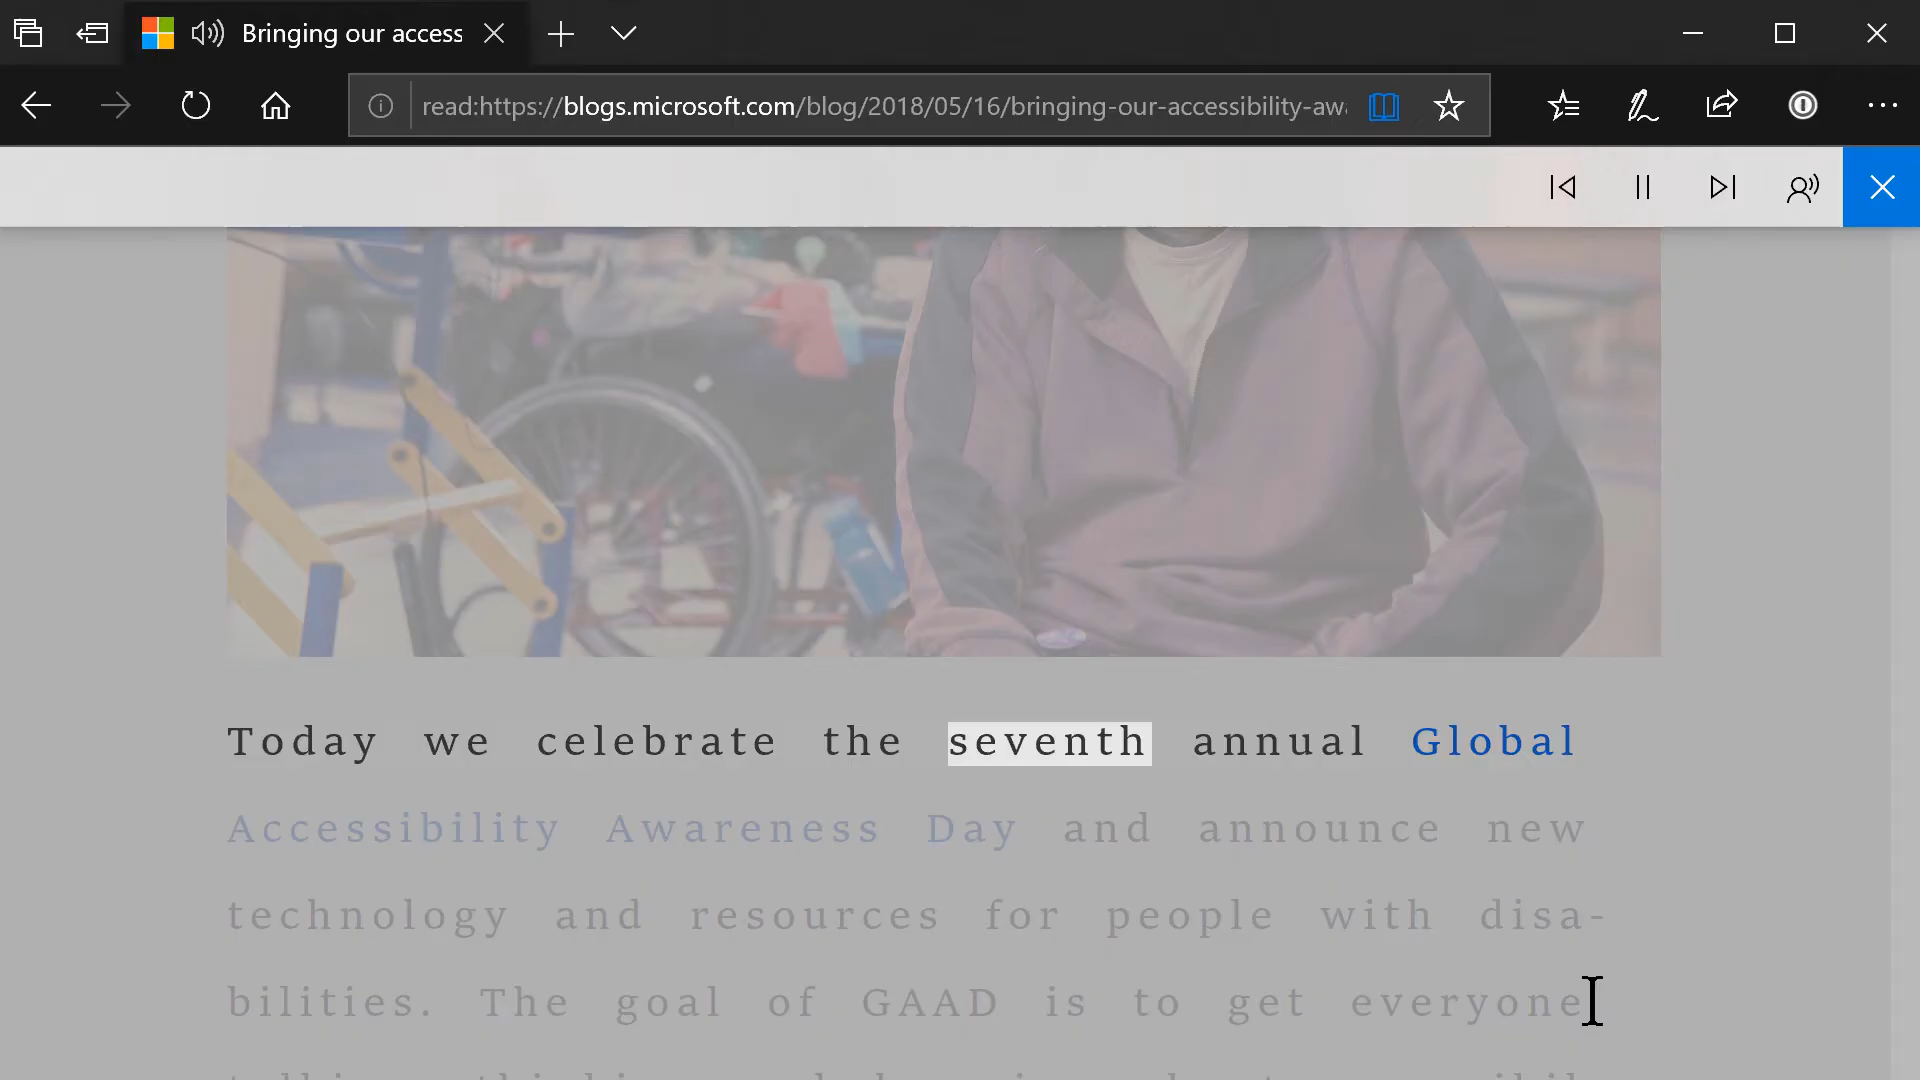 Bringing our access
read:https://blogs.microsoft.com/blog/2018/05/16/bringing-our-accessibility-aw
Today we celebrate the seventh annual Global
Accessibility Awareness Day and announce new
technology and resources for people with disa-
bilities. The goal of GAAD is to get everyone